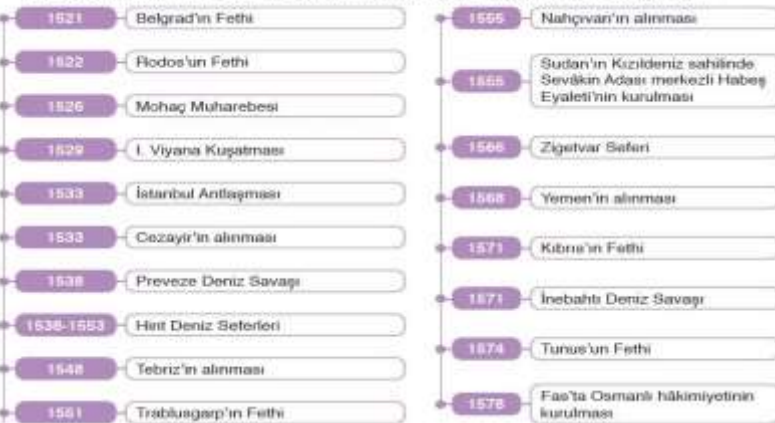 1521 Belgrad'ın Fethi
1522 Rodos'un Fethi
1526 Mohaç Muharebesi
1529 I. Viyana Kuşatması
1533 İstanbul Antlaşması
1533 Cezayir'in alınması
1538 Preveze Deniz Savaşı
1538-1553 Hint Deniz Seferleri
1548 Tebriz'in alınması
1551 Trablusgarp'ın Fethi
1555 Nahçıvan'ın alınması
1555 Sudan'ın Kızıldeniz sahilinde
Sevâkin Adası merkezli Habeş
Eyaleti'nin kurulması
1566 Zigetvar Seferi
1568 Yemen'in alınması
1571 Kıbrıs'ın Fethi
1571 İnebahtı Deniz Savaşı
1574 Tunus'un Fethi
1578 Fas'ta Osmanlı hâkimiyetinin
kurulması